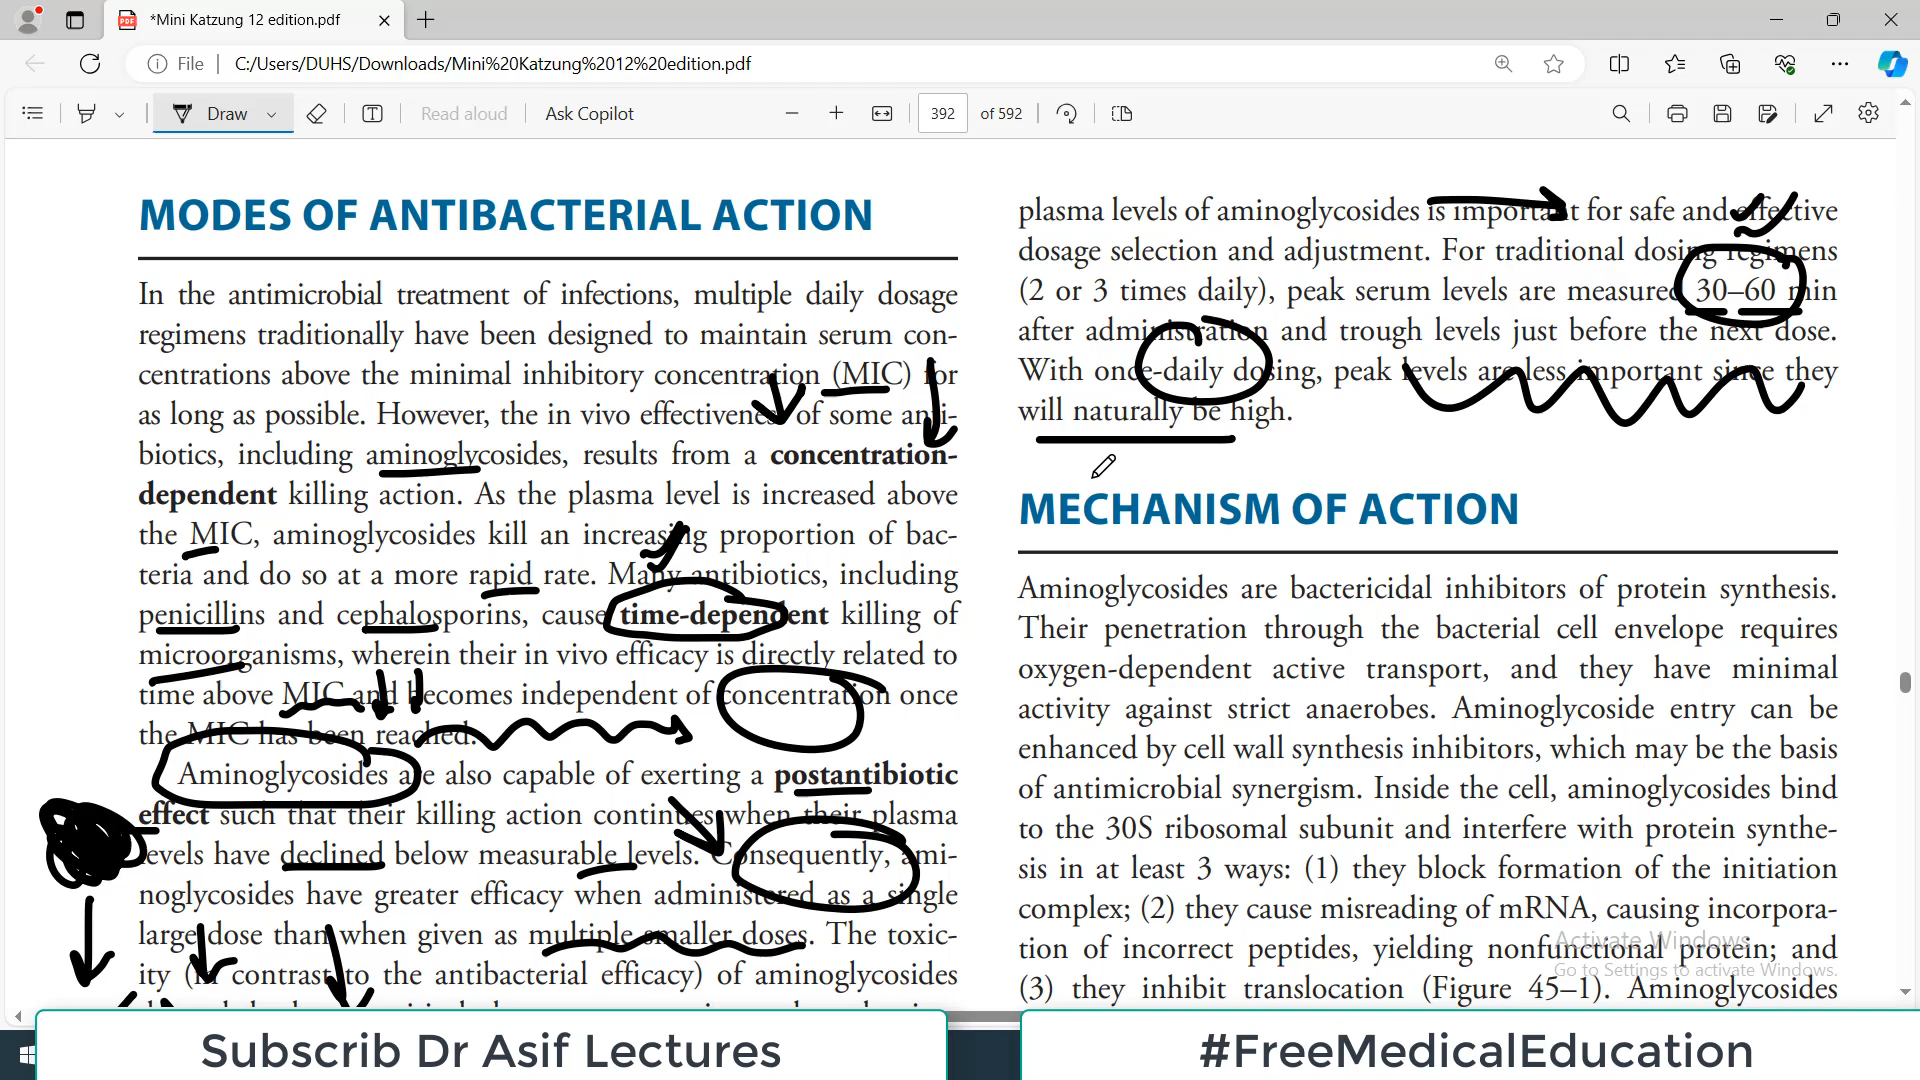 *Mini Katzung 12 edition.pdf
File
C:/Users/DUHS/Downloads/Mini%20Katzung%2012%20edition.pdf
Draw
Read aloud
Ask Copilot
392 of 592
MODES OF ANTIBACTERIAL ACTION
In the antimicrobial treatment of infections, multiple daily dosage
regimens traditionally have been designed to maintain serum con-
centrations above the minimal inhibitory concentration (MIC) for
as long as possible. However, the in vivo effectiveness of some anti-
biotics, including aminoglycosides, results from a concentration-
dependent killing action. As the plasma level is increased above
the MIC, aminoglycosides kill an increasing proportion of bac-
teria and do so at a more rapid rate. Many antibiotics, including
penicillins and cephalosporins, cause time-dependent killing of
microorganisms, wherein their in vivo efficacy is directly related to
time above MIC and becomes independent of concentration once
the MIC has been reached.
Aminoglycosides are also capable of exerting a postantibiotic
effect such that their killing action continues when their plasma
levels have declined below measurable levels. Consequently, ami-
noglycosides have greater efficacy when administered as a single
large dose than when given as multiple smaller doses. The toxic-
ity (in contrast to the antibacterial efficacy) of aminoglycosides
plasma levels of aminoglycosides is important for safe and effective
dosage selection and adjustment. For traditional dosing regimens
(2 or 3 times daily), peak serum levels are measured 30–60 min
after administration and trough levels just before the next dose.
With once-daily dosing, peak levels are less important since they
will naturally be high.
MECHANISM OF ACTION
Aminoglycosides are bactericidal inhibitors of protein synthesis.
Their penetration through the bacterial cell envelope requires
oxygen-dependent active transport, and they have minimal
activity against strict anaerobes. Aminoglycoside entry can be
enhanced by cell wall synthesis inhibitors, which may be the basis
of antimicrobial synergism. Inside the cell, aminoglycosides bind
to the 30S ribosomal subunit and interfere with protein synthe-
sis in at least 3 ways: (1) they block formation of the initiation
complex; (2) they cause misreading of mRNA, causing incorpora-
tion of incorrect peptides, yielding nonfunctional protein; and
(3) they inhibit translocation (Figure 45–1). Aminoglycosides
Activate Windows
Go to Settings to activate Windows.
Subscrib Dr Asif Lectures
#FreeMedicalEducation